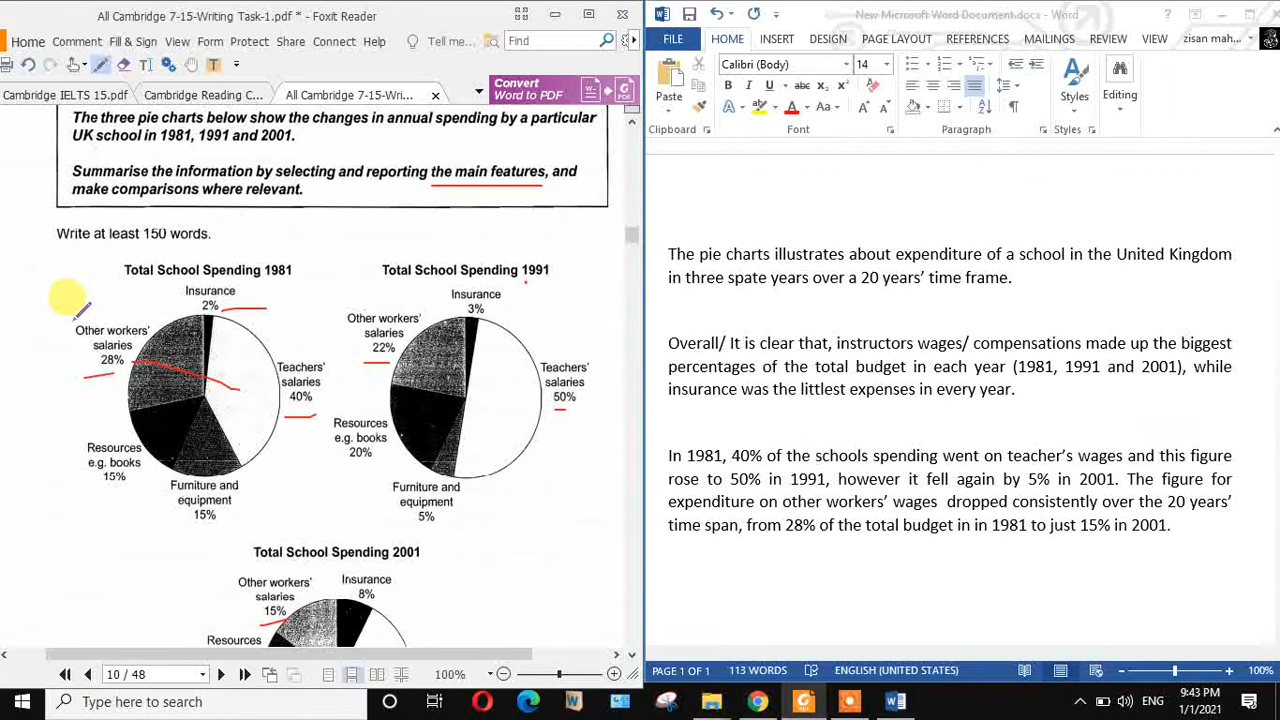 All Cambridge 7-15-Writing Task-1.pdf * - Foxit Reader
Home Comment Fill & Sign View Form Protect Share Connect Help Tell me... Find
Cambridge IELTS 15.pdf All Cambridge 7-15-Wri...
Convert
Word to PDF
The three pie charts below show the changes in annual spending by a particular
UK school in 1981, 1991 and 2001.
Summarise the information by selecting and reporting the main features, and
make comparisons where relevant.
Write at least 150 words.
Total School Spending 1981
Insurance
2%
Other workers'
salaries
28%
Teachers'
salaries
40%
Resources
e.g. books
15%
Furniture and
equipment
15%
Total School Spending 1991
Insurance
3%
Other workers'
salaries
22%
Teachers'
salaries
50%
Resources
e.g. books
20%
Furniture and
equipment
5%
Total School Spending 2001
Other workers'
salaries
15%
Insurance
8%
Resources
10 / 48
100%
New Microsoft Word Document.docs - Word
FILE HOME INSERT DESIGN PAGE LAYOUT REFERENCES MAILINGS REVIEW VIEW zisan mah...
Calibri (Body) 14
Paste
Styles
Editing
Clipboard Font Paragraph Styles
The pie charts illustrates about expenditure of a school in the United Kingdom
in three spate years over a 20 years' time frame.
Overall/ It is clear that, instructors wages/ compensations made up the biggest
percentages of the total budget in each year (1981, 1991 and 2001), while
insurance was the littlest expenses in every year.
In 1981, 40% of the schools spending went on teacher's wages and this figure
rose to 50% in 1991, however it fell again by 5% in 2001. The figure for
expenditure on other workers' wages dropped consistently over the 20 years'
time span, from 28% of the total budget in in 1981 to just 15% in 2001.
PAGE 1 OF 1 113 WORDS ENGLISH (UNITED STATES) 100%
Type here to search
ENG
9:43 PM
1/1/2021